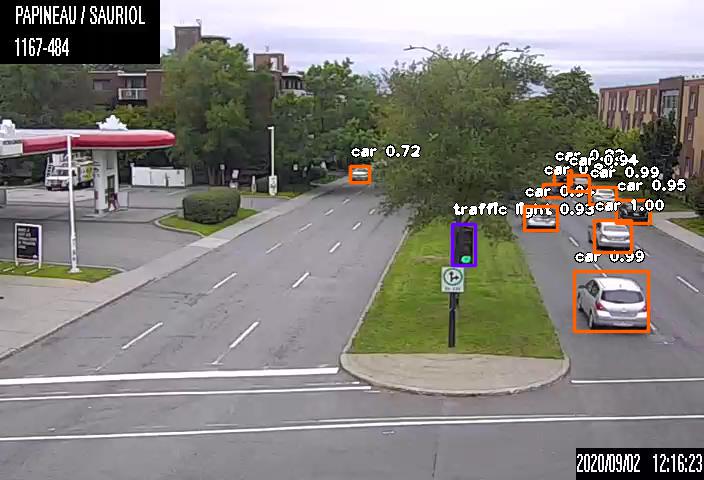 PAPINEAU / SAURIOL
1167-484
car 0.72
car 0.94
car 0.99
car 0.95
traffic light 0.93
car 1.00
car 0.99
2020/09/02 12:16:23